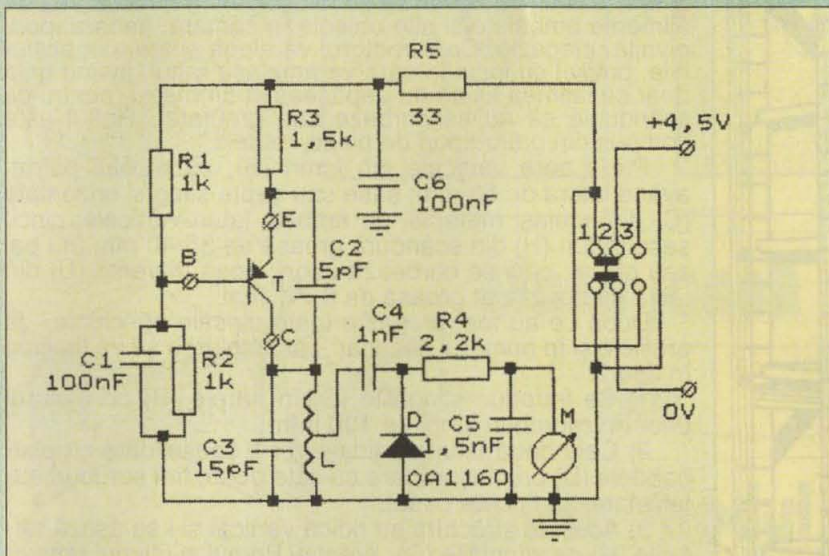 R5
33
+4,5V
R3
1,5k
R1
1k
C6
100nF
E
1 2 3
B
C2
5pF
T
C
C4
1nF
R4
2,2k
C1
100nF
R2
1k
0V
C3
15pF
L
D
OA1160
C5
1,5nF
M